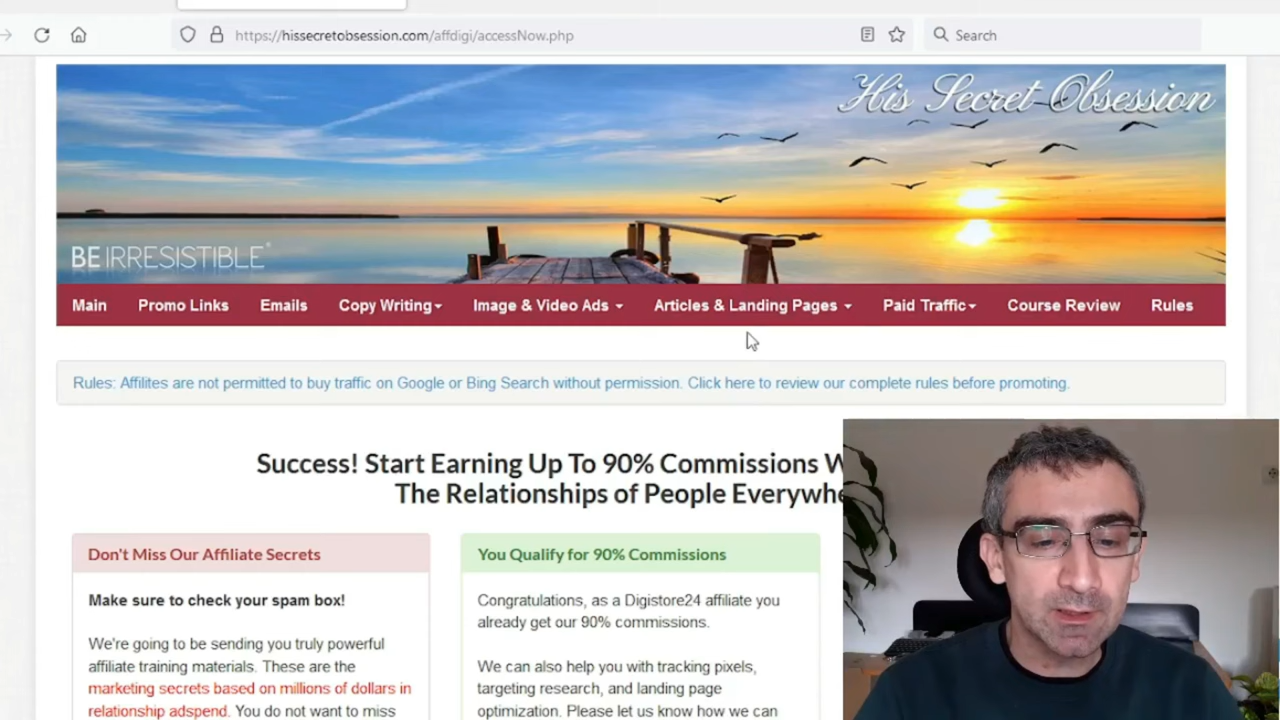 https://hissecretobsession.com/affdigi/accessNow.php
Search
His Secret Obsession
BE IRRESISTIBLE®
Main Promo Links Emails Copy Writing Image & Video Ads Articles & Landing Pages Paid Traffic Course Review Rules
Rules: Affilites are not permitted to buy traffic on Google or Bing Search without permission. Click here to review our complete rules before promoting.
Success! Start Earning Up To 90% Commissions
The Relationships of People
Don't Miss Our Affiliate Secrets
Make sure to check your spam box!
We're going to be sending you truly powerful
affiliate training materials. These are the
marketing secrets based on millions of dollars in
relationship adspend. You do not want to miss
You Qualify for 90% Commissions
Congratulations, as a Digistore24 affiliate you
already get our 90% commissions.
We can also help you with tracking pixels,
targeting research, and landing page
optimization. Please let us know how we can